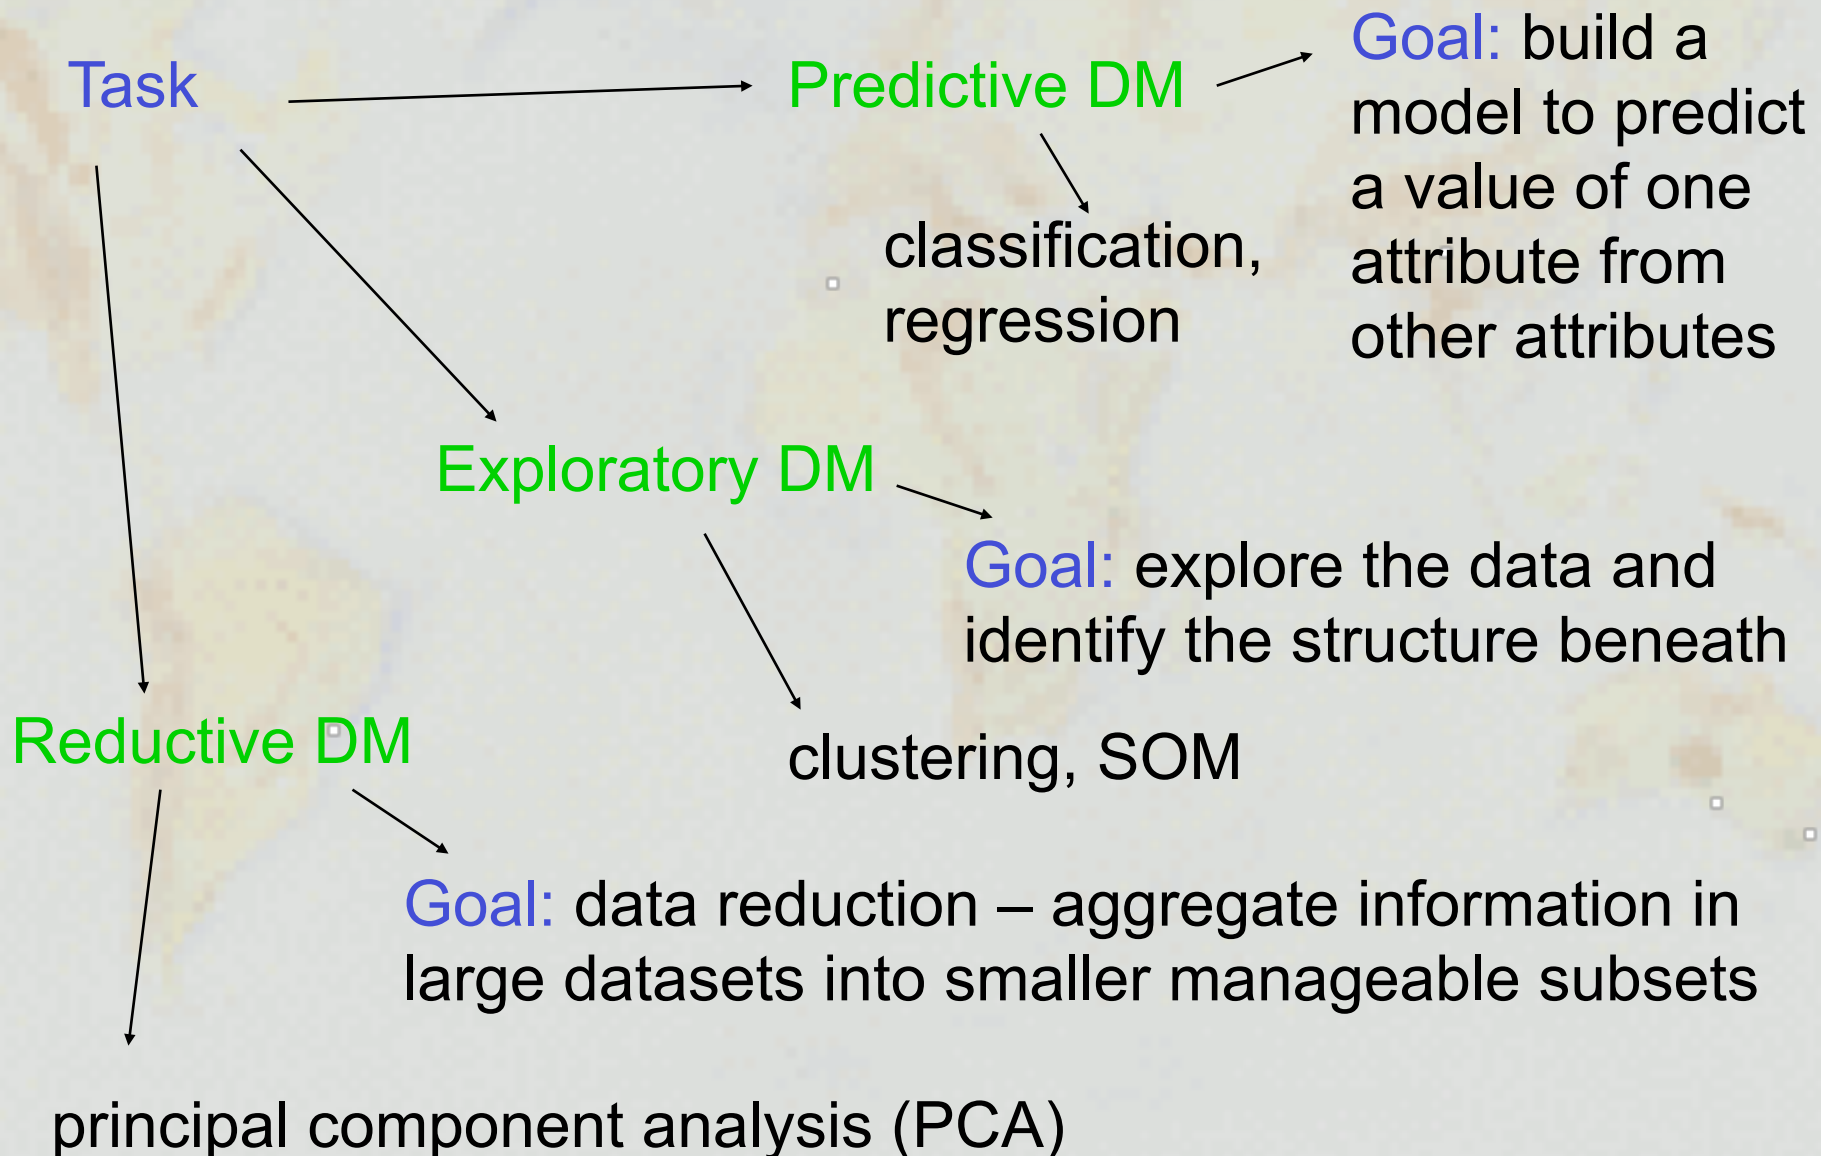 Task
Predictive DM
Goal: build a
model to predict
a value of one
attribute from
other attributes
classification,
regression
Exploratory DM
Goal: explore the data and
identify the structure beneath
clustering, SOM
Reductive DM
Goal: data reduction – aggregate information in
large datasets into smaller manageable subsets
principal component analysis (PCA)